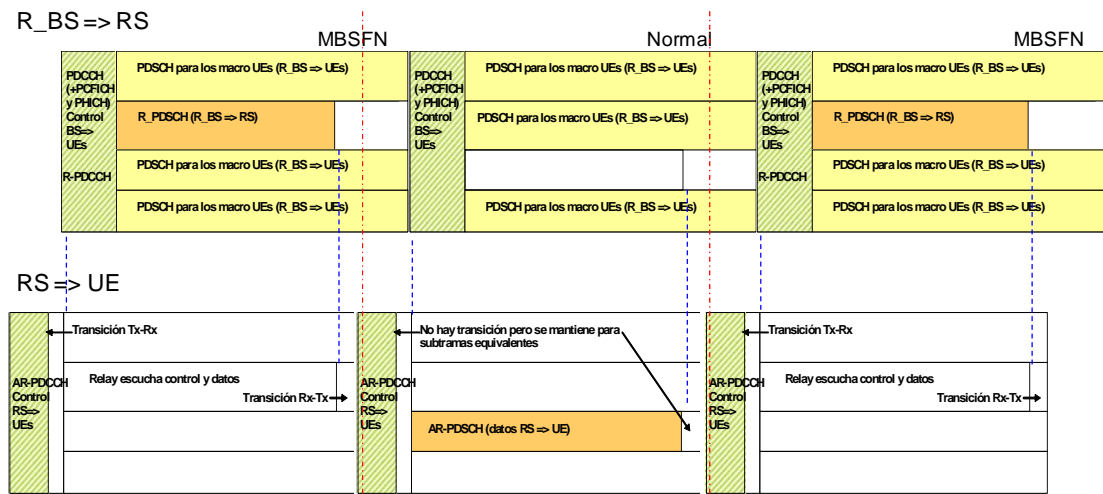 R_BS => RS
MBSFN
Normal
MBSFN
PDCCH
(+PCFICH
y PHICH)
Control
BS=>
UEs
R-PDCCH
PDSCH para los macro UEs (R_BS => UEs)
R_PDSCH (R_BS => RS)
PDSCH para los macro UEs (R_BS => UEs)
PDSCH para los macro UEs (R_BS => UEs)
PDCCH
(+PCFICH
y PHICH)
Control
BS=>
UEs
PDSCH para los macro UEs (R_BS => UEs)
PDSCH para los macro UEs (R_BS => UEs)
PDSCH para los macro UEs (R_BS => UEs)
PDCCH
(+PCFICH
y PHICH)
Control
BS=>
UEs
R-PDCCH
PDSCH para los macro UEs (R_BS => UEs)
R_PDSCH (R_BS => RS)
PDSCH para los macro UEs (R_BS => UEs)
PDSCH para los macro UEs (R_BS => UEs)
RS => UE
AR-PDCCH
Control
RS=>
UEs
Transición Tx-Rx
Relay escucha control y datos
Transición Rx-Tx
AR-PDCCH
Control
RS=>
UEs
No hay transición pero se mantiene para
subtramas equivalentes
AR-PDSCH (datos RS => UE)
AR-PDCCH
Control
RS=>
UEs
Transición Tx-Rx
Relay escucha control y datos
Transición Rx-Tx